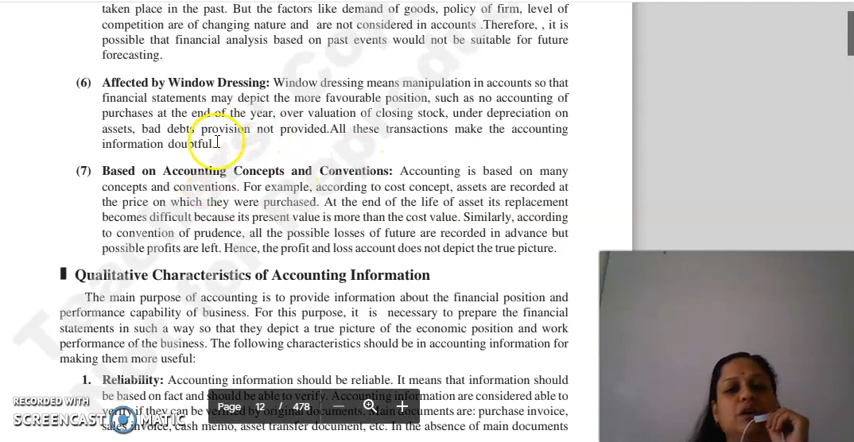 taken place in the past. But the factors like demand of goods, policy of firm, level of
competition are of changing nature and are not considered in accounts .Therefore, , it is
possible that financial analysis based on past events would not be suitable for future
forecasting.
(6) Affected by Window Dressing: Window dressing means manipulation in accounts so that
financial statements may depict the more favourable position, such as no accounting of
purchases at the end of the year, over valuation of closing stock, under depreciation on
assets, bad debts provision not provided.All these transactions make the accounting
information doubtful.
(7) Based on Accounting Concepts and Conventions: Accounting is based on many
concepts and conventions. For example, according to cost concept, assets are recorded at
the price on which they were purchased. At the end of the life of asset its replacement
becomes difficult because its present value is more than the cost value. Similarly, according
to convention of prudence, all the possible losses of future are recorded in advance but
possible profits are left. Hence, the profit and loss account does not depict the true picture.
Qualitative Characteristics of Accounting Information
The main purpose of accounting is to provide information about the financial position and
performance capability of business. For this purpose, it is necessary to prepare the financial
statements in such a way so that they depict a true picture of the economic position and work
performance of the business. The following characteristics should be in accounting information for
making them more useful:
1. Reliability: Accounting information should be reliable. It means that information should
be based on fact and should be able to verify. Accounting information are considered able to
verify if they can be verified by original documents. Main documents are: purchase invoice,
sales invoice, cash memo, asset transfer document, etc. In the absence of main documents
Page 12 / 478
RECORDED WITH
SCREENCAST MATIC